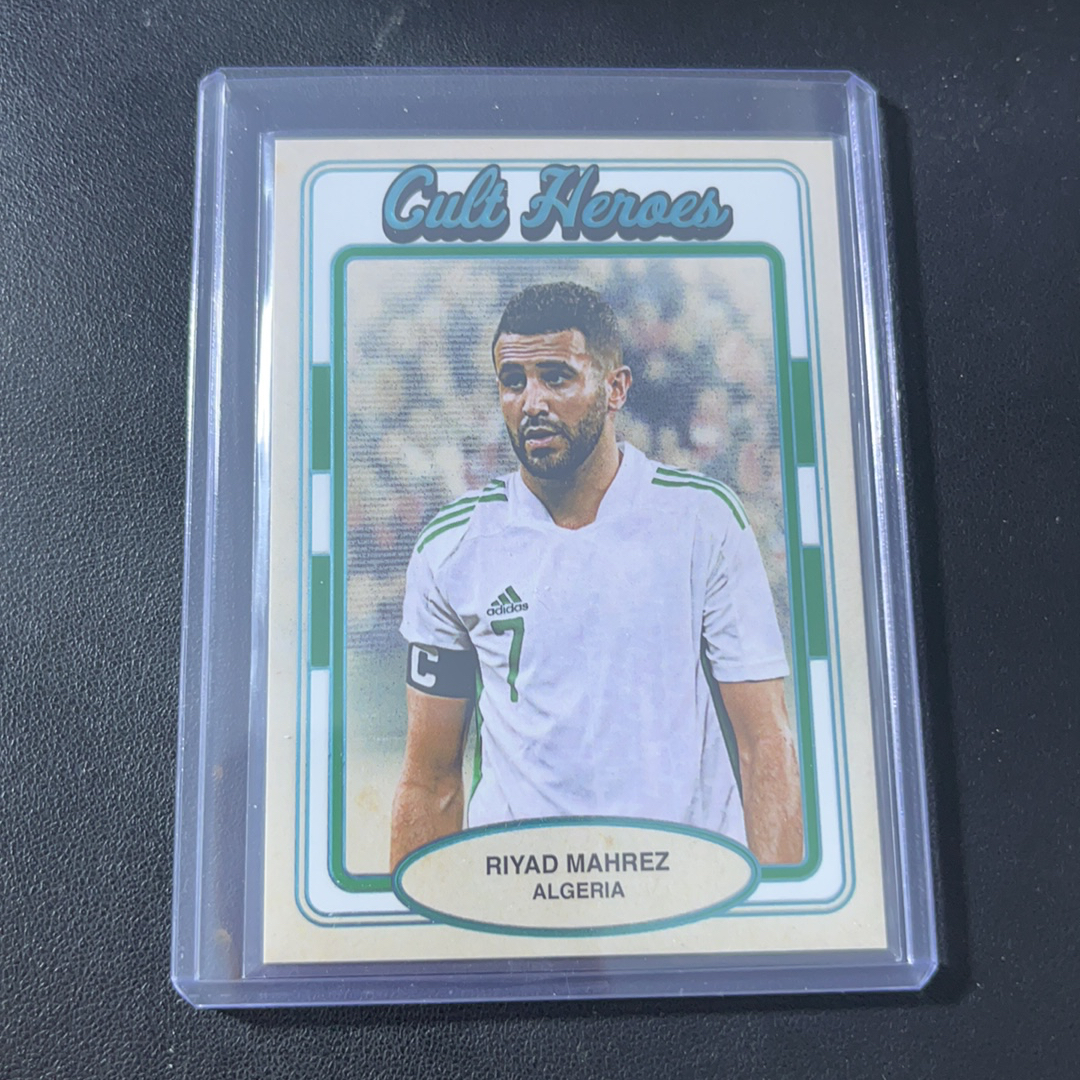 Cult Heroes
adidas
7
C
RIYAD MAHREZ
ALGERIA